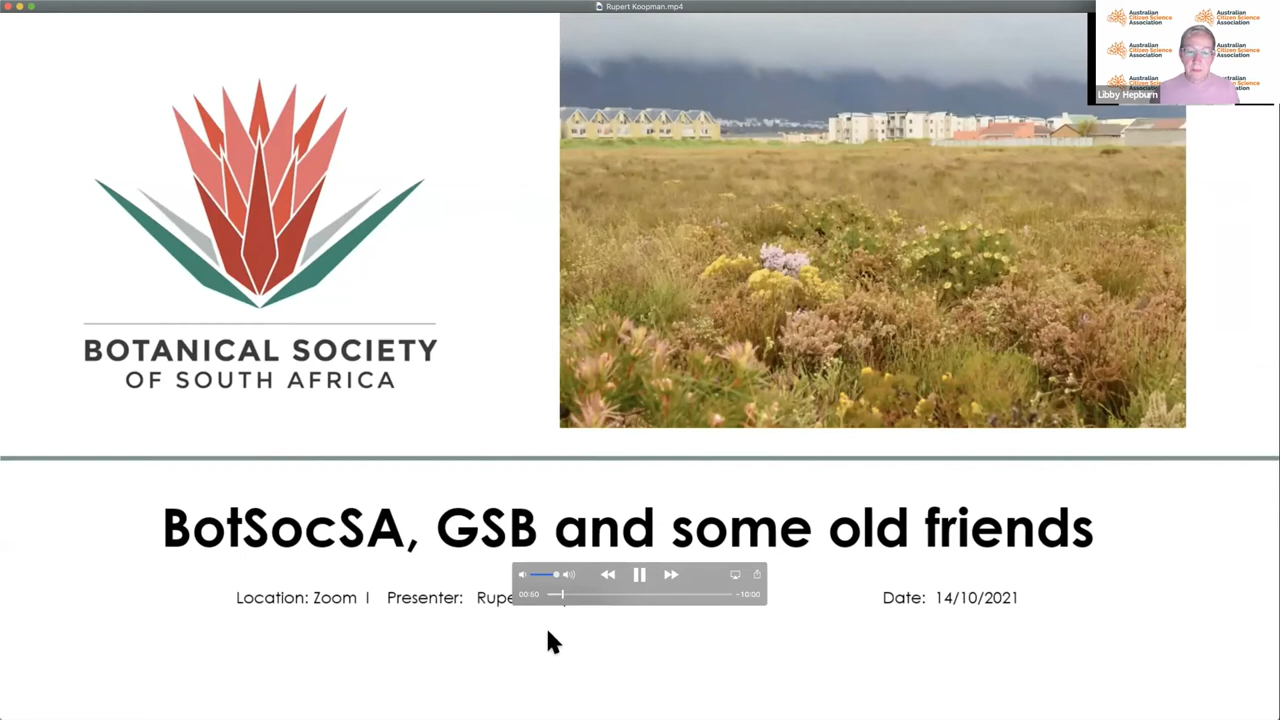 Rupert Koopman.mp4
Australian Citizen Science Association
Australian Citizen Science Association
Australian Citizen Science
Australian Citizen Science
Libby Hepburn
BOTANICAL SOCIETY
OF SOUTH AFRICA
BotSocSA, GSB and some old friends
00:50
-10:00
Location: Zoom I Presenter: Rupe
Date: 14/10/2021